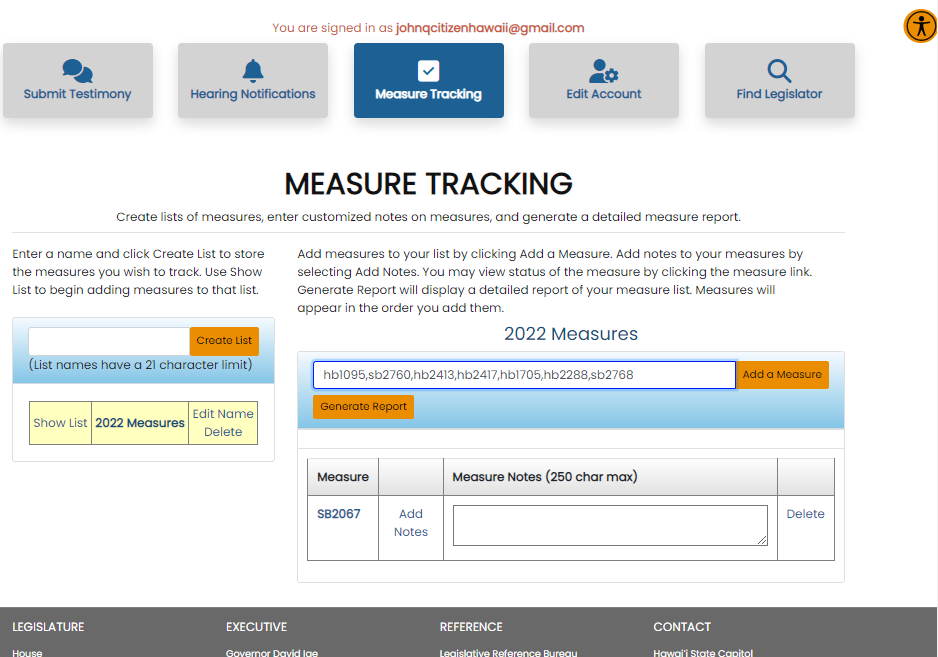 You are signed in as johnqcitizenhawaii@gmail.com
Submit Testimony
Hearing Notifications
Measure Tracking
Edit Account
Find Legislator
MEASURE TRACKING
Create lists of measures, enter customized notes on measures, and generate a detailed measure report.
Enter a name and click Create List to store
the measures you wish to track. Use Show
List to begin adding measures to that list.
Create List
(List names have a 21 character limit)
Show List
2022 Measures
Edit Name
Delete
Add measures to your list by clicking Add a Measure. Add notes to your measures by
selecting Add Notes. You may view status of the measure by clicking the measure link.
Generate Report will display a detailed report of your measure list. Measures will
appear in the order you add them.
2022 Measures
hb1095,sb2760,hb2413,hb2417,hb1705,hb2288,sb2768
Add a Measure
Generate Report
Measure
Measure Notes (250 char max)
SB2067
Add
Notes
Delete
LEGISLATURE
EXECUTIVE
REFERENCE
CONTACT
House
Governor David Ige
Legislative Reference Bureau
Hawai'i State Capitol